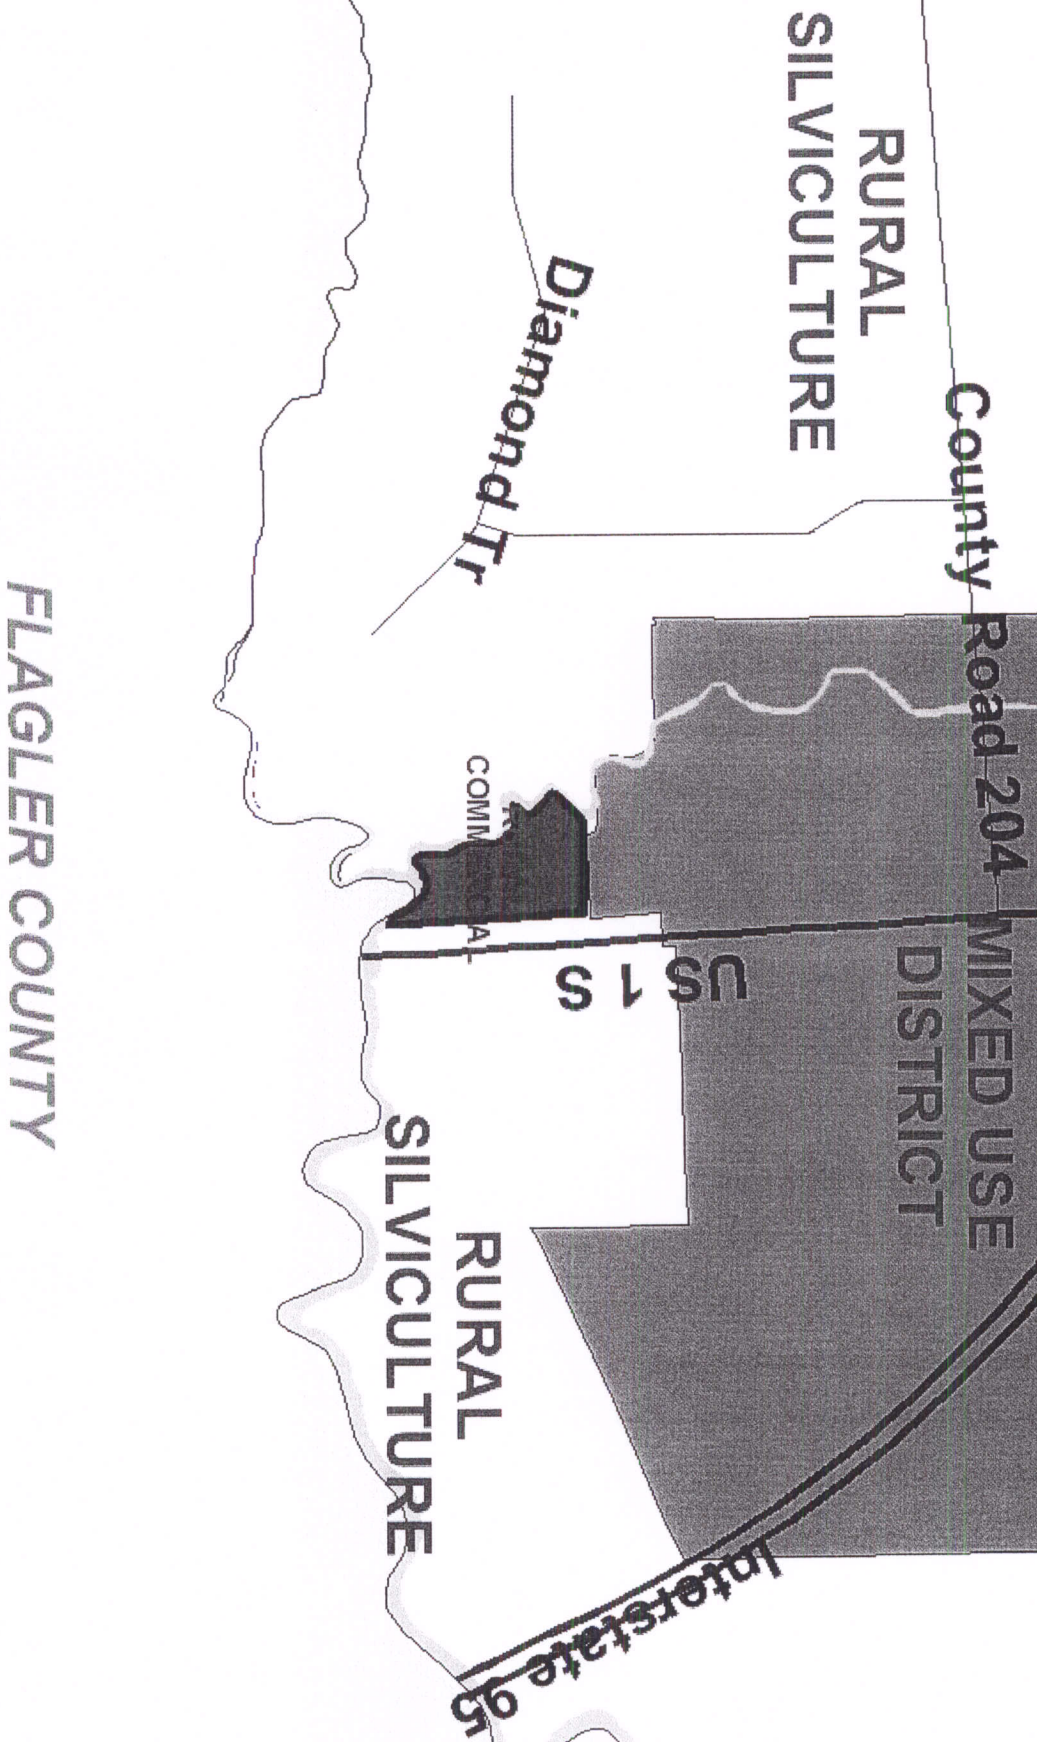 RURAL
SILVICULTURE
County Road 204
Diamond Tr
MIXED USE
DISTRICT
US 1 S
RURAL
SILVICULTURE
Interstate 95
FLAGLER COUNTY